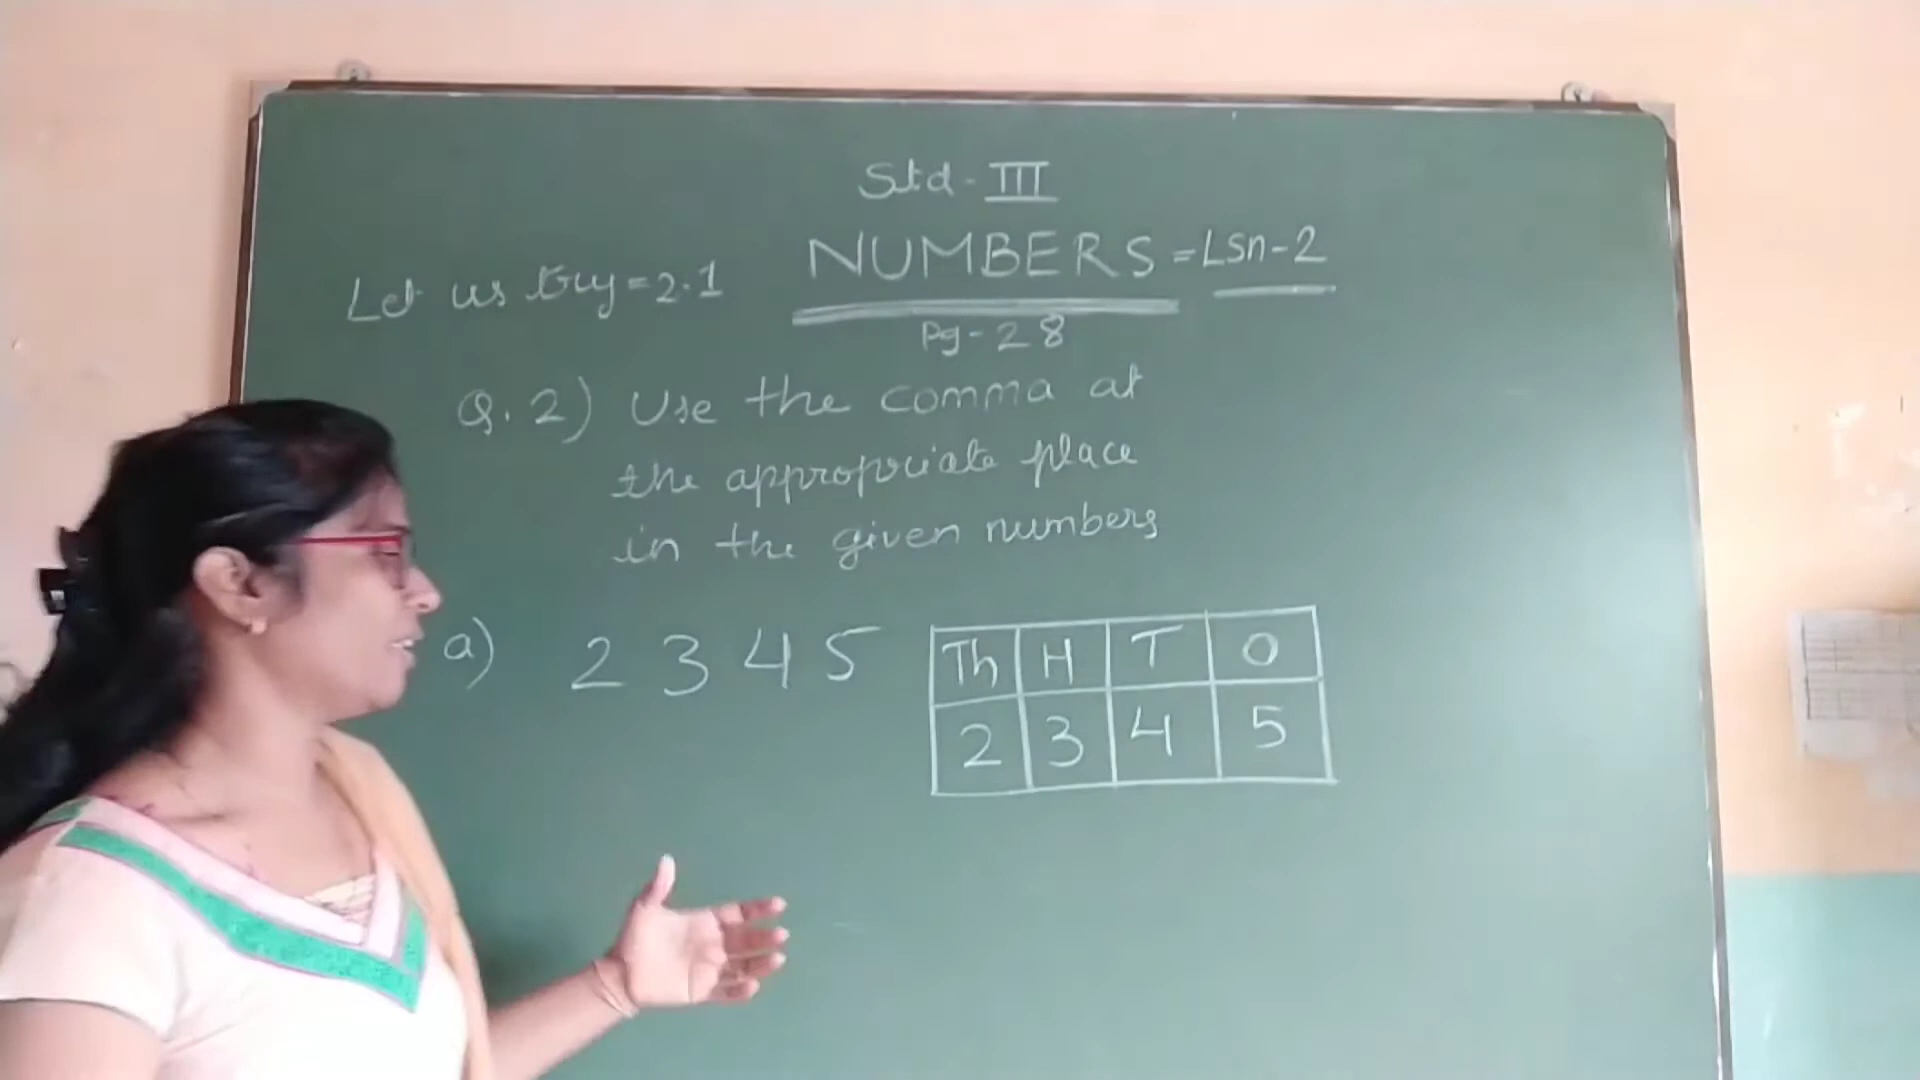 Std - III
NUMBERS = Lsn - 2
Let us try = 2.1
Pg - 28
Q. 2) Use the comma at
the appropriate place
in the given numbers
a) 2 3 4 5
Th H T O
2 3 4 5